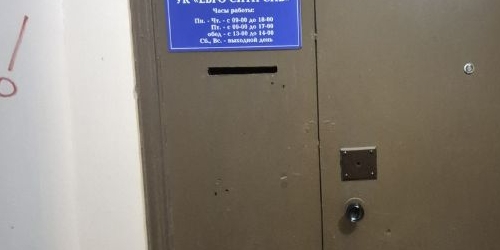 Часы работы:
Пн. - Чт. - с 09-00 до 18-00
Пт. - с 09-00 до 17-00
обед - с 13-00 до 14-00
Сб., Вс. - выходной день